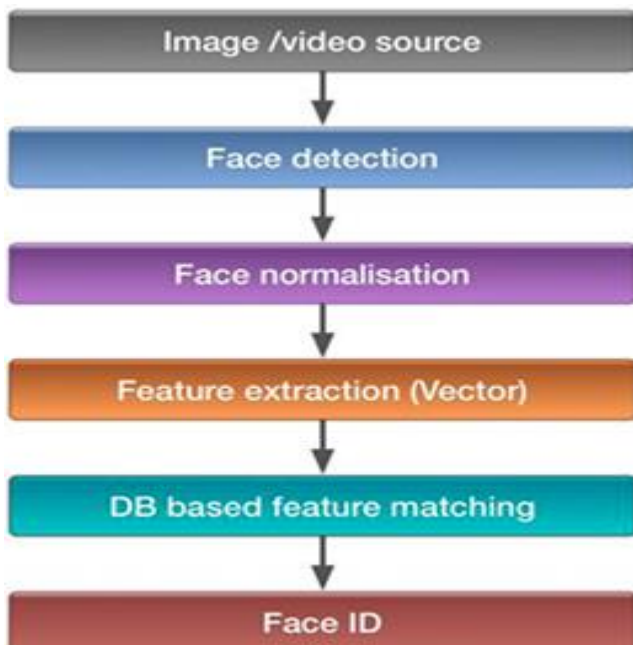 Image /video source
Face detection
Face normalisation
Feature extraction (Vector)
DB based feature matching
Face ID